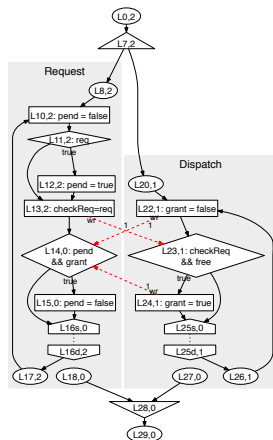 L0,2
L7,2
Request
L8,2
L10,2: pend = false
L11,2: req
true
L12,2: pend = true
L13,2: checkReq=req
wr
1
wr
1
L14,0: pend
&& grant
true
L15,0: pend = false
L16s,0
L16d,2
L17,2
L18,0
Dispatch
L20,1
L22,1: grant = false
L23,1: checkReq
&& free
true
1
wr
L24,1: grant = true
L25s,0
L25d,1
L27,0
L26,1
L28,0
L29,0